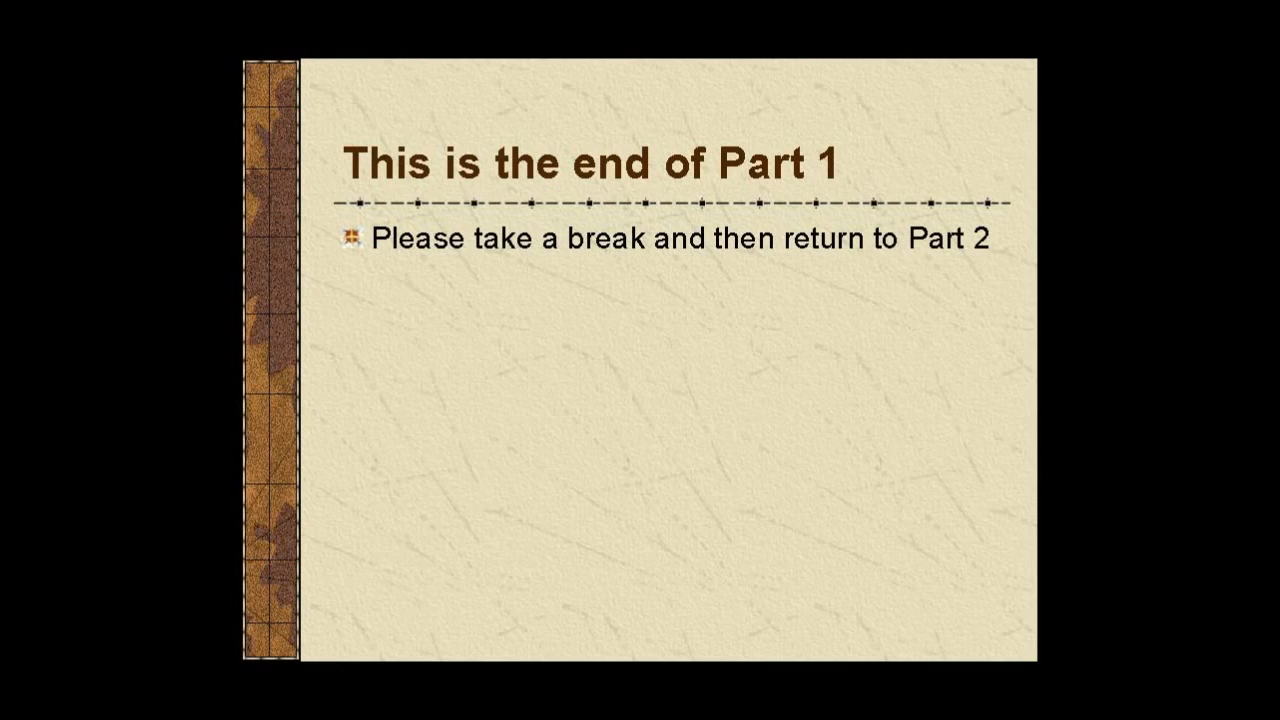 This is the end of Part 1
Please take a break and then return to Part 2